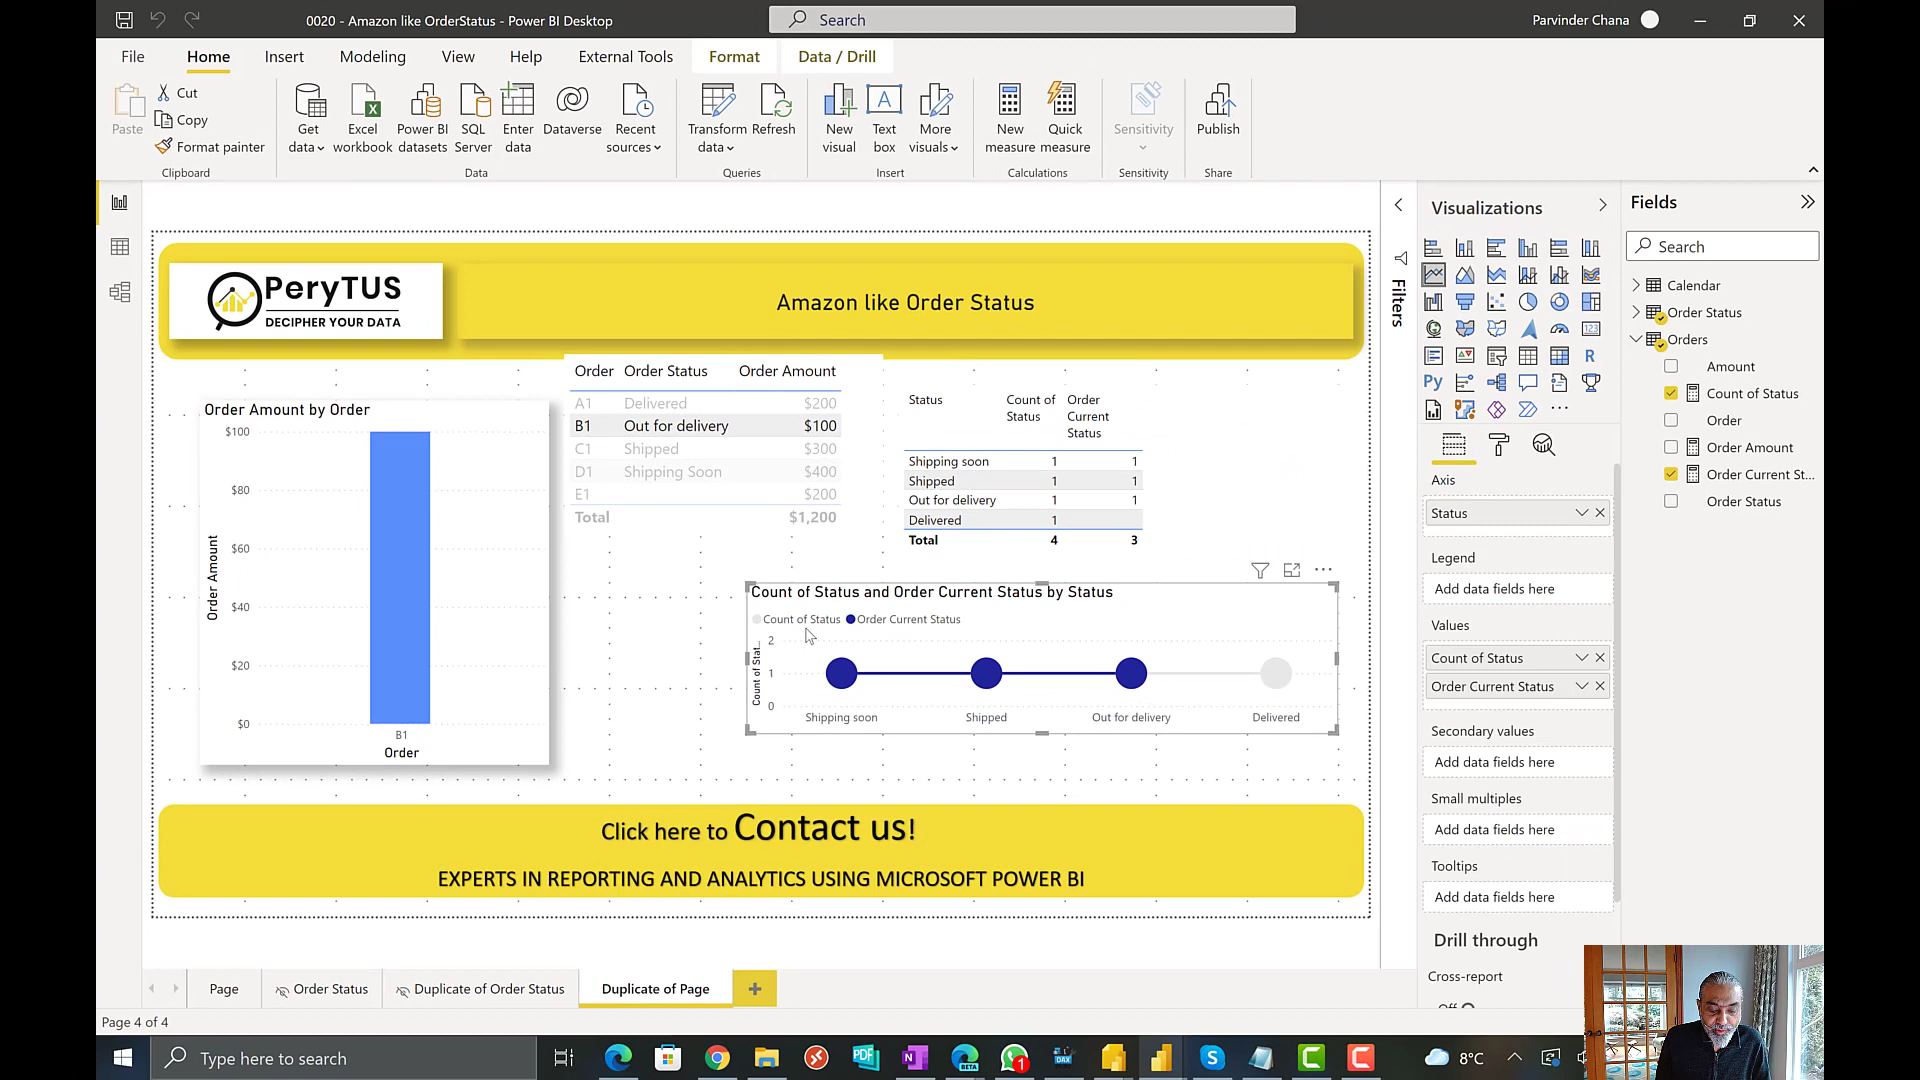 0020 - Amazon like OrderStatus - Power BI Desktop
Search
Parvinder Chana
File
Home
Insert
Modeling
View
Help
External Tools
Format
Data / Drill
Paste
Cut
Copy
Format painter
Clipboard
Get data
Excel workbook
Power BI datasets
SQL Server
Enter data
Dataverse
Recent sources
Data
Transform data
Refresh
Queries
New visual
Text box
More visuals
Insert
New measure
Quick measure
Calculations
Sensitivity
Sensitivity
Publish
Share
PeryTUS
DECIPHER YOUR DATA
Amazon like Order Status
Order Amount by Order
$100
$80
$60
$40
$20
$0
Order Amount
B1
Order
Order Order Status Order Amount
A1 Delivered $200
B1 Out for delivery $100
C1 Shipped $300
D1 Shipping Soon $400
E1 $200
Total $1,200
Status Count of Status Order Current Status
Shipping soon 1 1
Shipped 1 1
Out for delivery 1 1
Delivered 1
Total 4 3
Count of Status and Order Current Status by Status
Count of Status Order Current Status
2
1
0
Count of Stat...
Shipping soon
Shipped
Out for delivery
Delivered
Click here to Contact us!
EXPERTS IN REPORTING AND ANALYTICS USING MICROSOFT POWER BI
Filters
Visualizations
R
Py
123
Axis
Status
Legend
Add data fields here
Values
Count of Status
Order Current Status
Secondary values
Add data fields here
Small multiples
Add data fields here
Tooltips
Add data fields here
Drill through
Cross-report
Off
Fields
Search
Calendar
Order Status
Orders
Amount
Count of Status
Order
Order Amount
Order Current St...
Order Status
Page
Order Status
Duplicate of Order Status
Duplicate of Page
Page 4 of 4
Type here to search
PDF
BETA
1
DAX
8°C